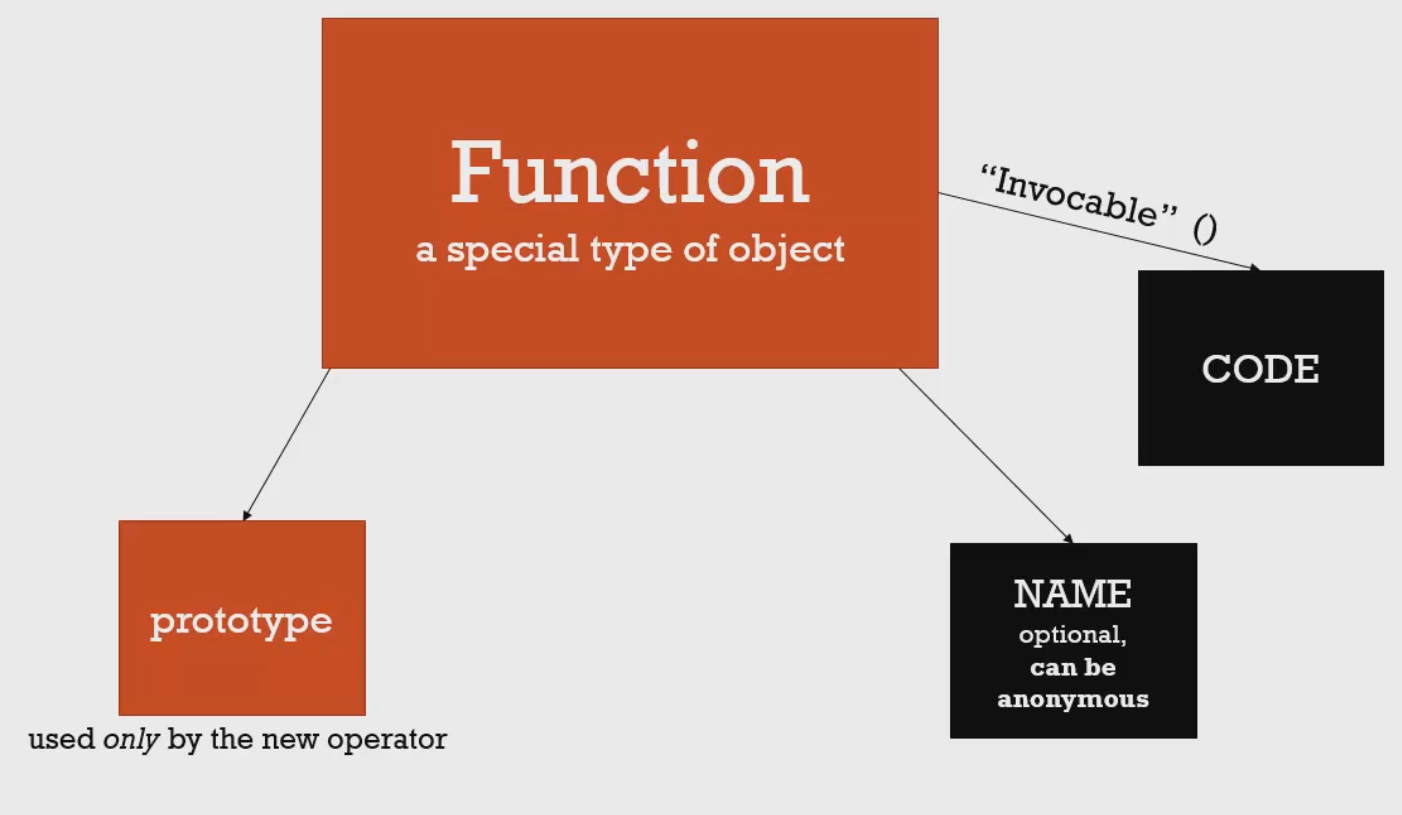 Function
a special type of object
“Invocable” ()
CODE
prototype
used only by the new operator
NAME
optional,
can be
anonymous